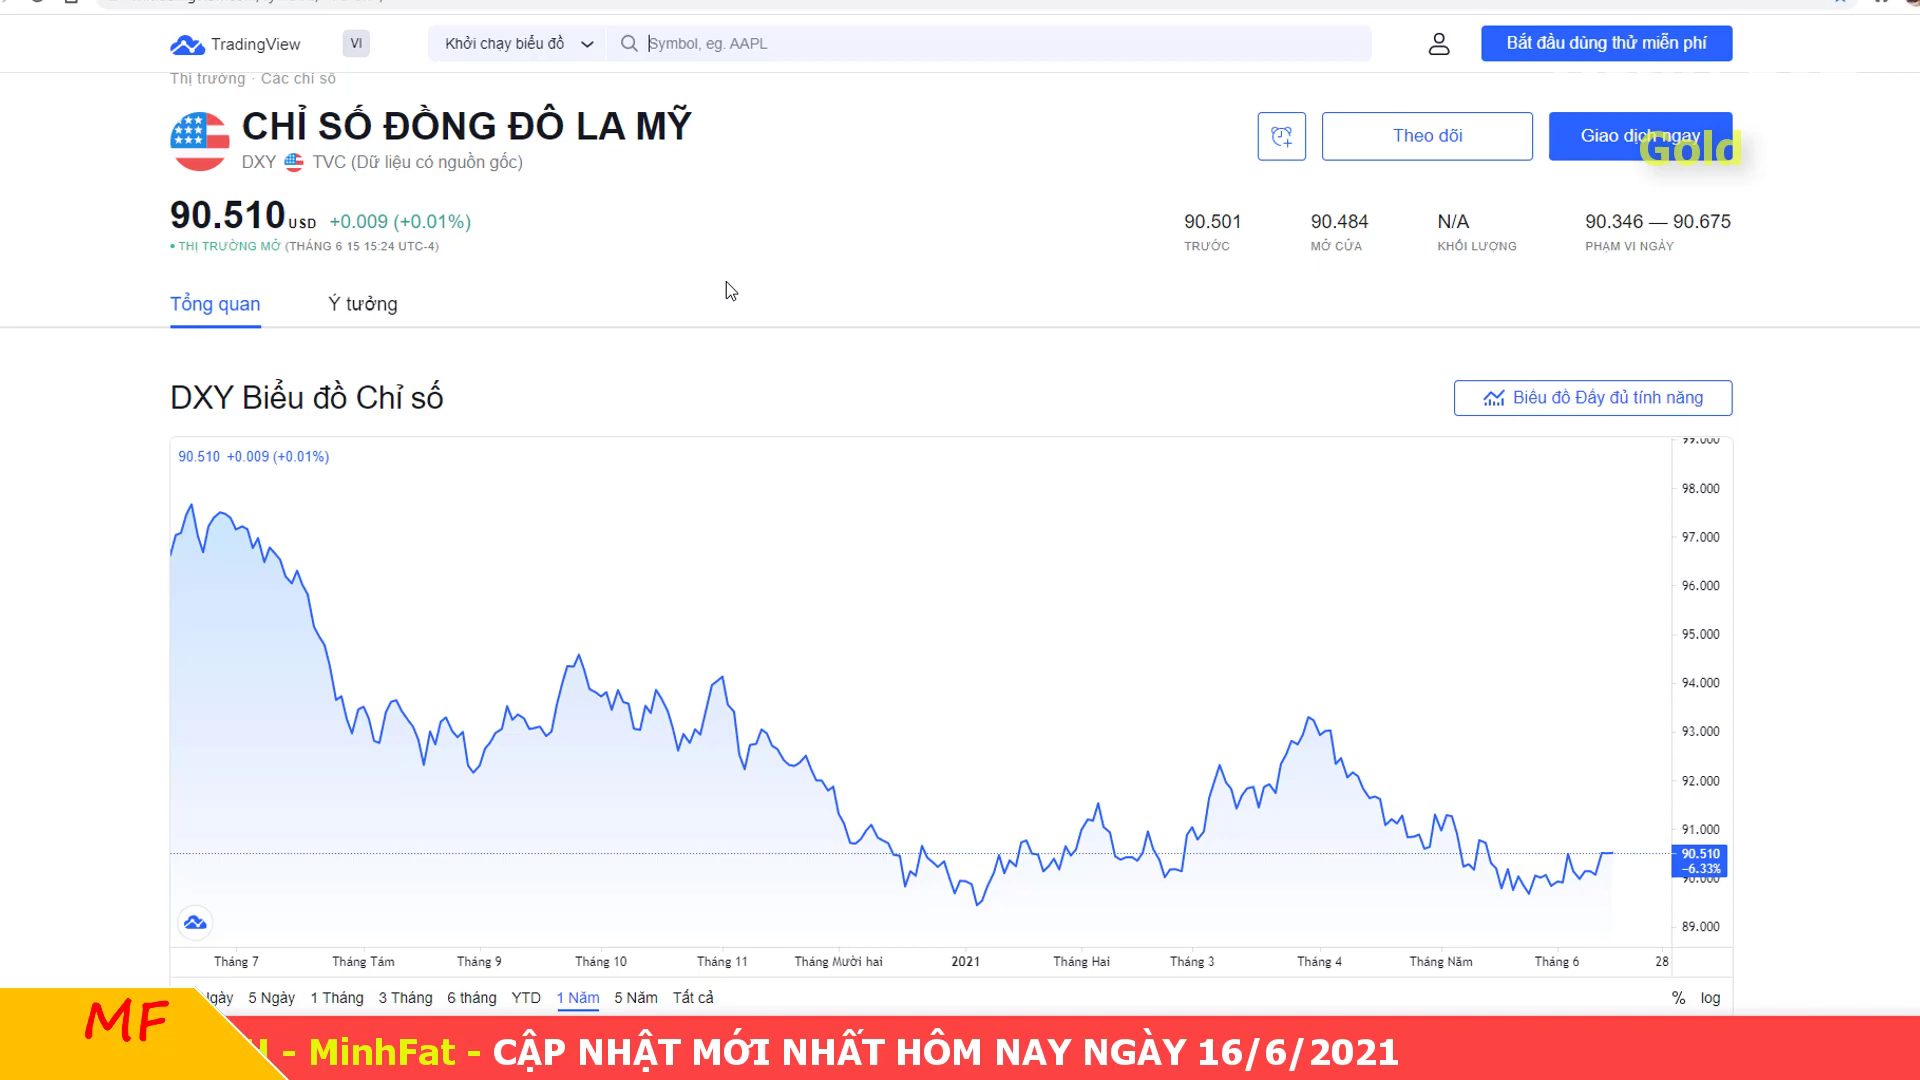 TradingView
VI
Khởi chạy biểu đồ
Symbol, eg. AAPL
Bắt đầu dùng thử miễn phí
Thị trường · Các chỉ số
CHỈ SỐ ĐỒNG ĐÔ LA MỸ
DXY TVC (Dữ liệu có nguồn gốc)
Theo dõi
Giao dịch ngay
Gold
90.510 USD +0.009 (+0.01%)
• THỊ TRƯỜNG MỞ (THÁNG 6 15 15:24 UTC-4)
90.501
TRƯỚC
90.484
MỞ CỬA
N/A
KHỐI LƯỢNG
90.346 — 90.675
PHẠM VI NGÀY
Tổng quan
Ý tưởng
DXY Biểu đồ Chỉ số
Biểu đồ Đầy đủ tính năng
90.510 +0.009 (+0.01%)
99.000
98.000
97.000
96.000
95.000
94.000
93.000
92.000
91.000
90.510
−6.33%
90.000
89.000
Tháng 7 Tháng Tám Tháng 9 Tháng 10 Tháng 11 Tháng Mười hai 2021 Tháng Hai Tháng 3 Tháng 4 Tháng Năm Tháng 6 28
5 Ngày 1 Tháng 3 Tháng 6 tháng YTD 1 Năm 5 Năm Tất cả
% log
MF
- MinhFat - CẬP NHẬT MỚI NHẤT HÔM NAY NGÀY 16/6/2021